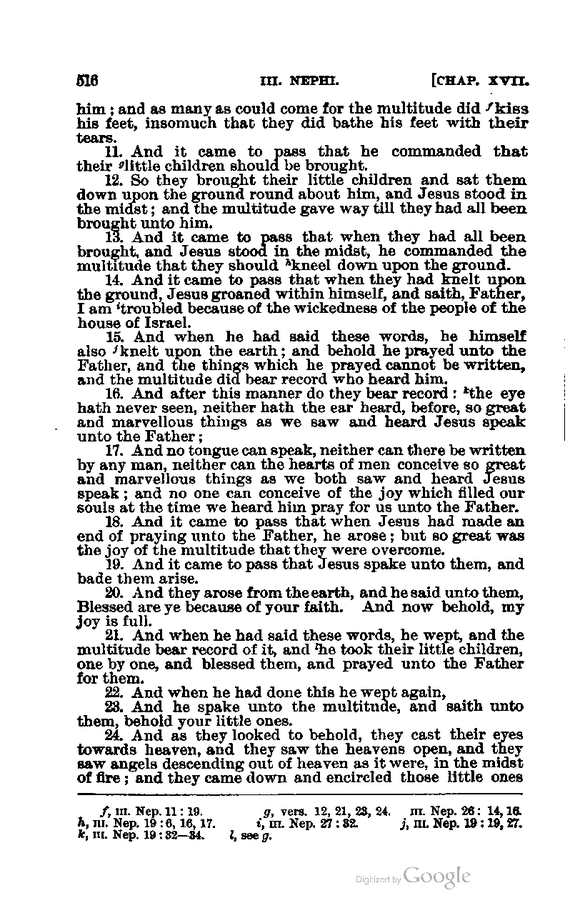 516 III. NEPHI. [CHAP. XVII.
him; and as many as could come for the multitude did ᶠkiss
his feet, insomuch that they did bathe his feet with their
tears.
11. And it came to pass that he commanded that
their ᵍlittle children should be brought.
12. So they brought their little children and sat them
down upon the ground round about him, and Jesus stood in
the midst; and the multitude gave way till they had all been
brought unto him.
13. And it came to pass that when they had all been
brought, and Jesus stood in the midst, he commanded the
multitude that they should ʰkneel down upon the ground.
14. And it came to pass that when they had knelt upon
the ground, Jesus groaned within himself, and saith, Father,
I am ⁱtroubled because of the wickedness of the people of the
house of Israel.
15. And when he had said these words, he himself
also ʲknelt upon the earth; and behold he prayed unto the
Father, and the things which he prayed cannot be written,
and the multitude did bear record who heard him.
16. And after this manner do they bear record: ᵏthe eye
hath never seen, neither hath the ear heard, before, so great
and marvellous things as we saw and heard Jesus speak
unto the Father;
17. And no tongue can speak, neither can there be written
by any man, neither can the hearts of men conceive so great
and marvellous things as we both saw and heard Jesus
speak; and no one can conceive of the joy which filled our
souls at the time we heard him pray for us unto the Father.
18. And it came to pass that when Jesus had made an
end of praying unto the Father, he arose; but so great was
the joy of the multitude that they were overcome.
19. And it came to pass that Jesus spake unto them, and
bade them arise.
20. And they arose from the earth, and he said unto them,
Blessed are ye because of your faith. And now behold, my
joy is full.
21. And when he had said these words, he wept, and the
multitude bear record of it, and ˡhe took their little children,
one by one, and blessed them, and prayed unto the Father
for them.
22. And when he had done this he wept again,
23. And he spake unto the multitude, and saith unto
them, behold your little ones.
24. And as they looked to behold, they cast their eyes
towards heaven, and they saw the heavens open, and they
saw angels descending out of heaven as it were, in the midst
of fire; and they came down and encircled those little ones
f, III. Nep. 11:19. g, vers. 12, 21, 23, 24. III. Nep. 26: 14, 16.
h, III. Nep. 19:6, 16, 17. i, III. Nep. 27:32. j, III. Nep. 19:19, 27.
k, III. Nep. 19:32—34. l, see g.
Digitized by Google